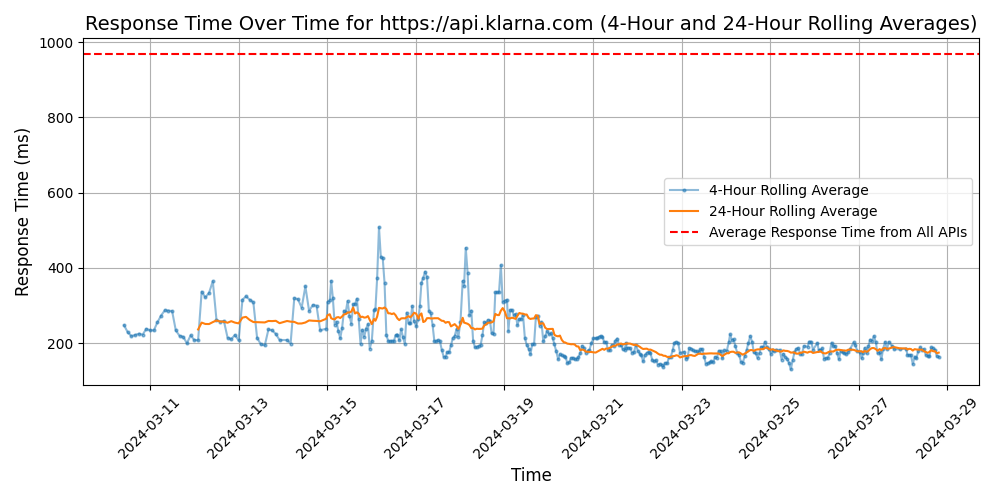 Response Time Over Time for https://api.klarna.com (4-Hour and 24-Hour Rolling Averages)
1000
800
600
400
200
Response Time (ms)
4-Hour Rolling Average
24-Hour Rolling Average
Average Response Time from All APIs
2024-03-11
2024-03-13
2024-03-15
2024-03-17
2024-03-19
2024-03-21
2024-03-23
2024-03-25
2024-03-27
2024-03-29
Time